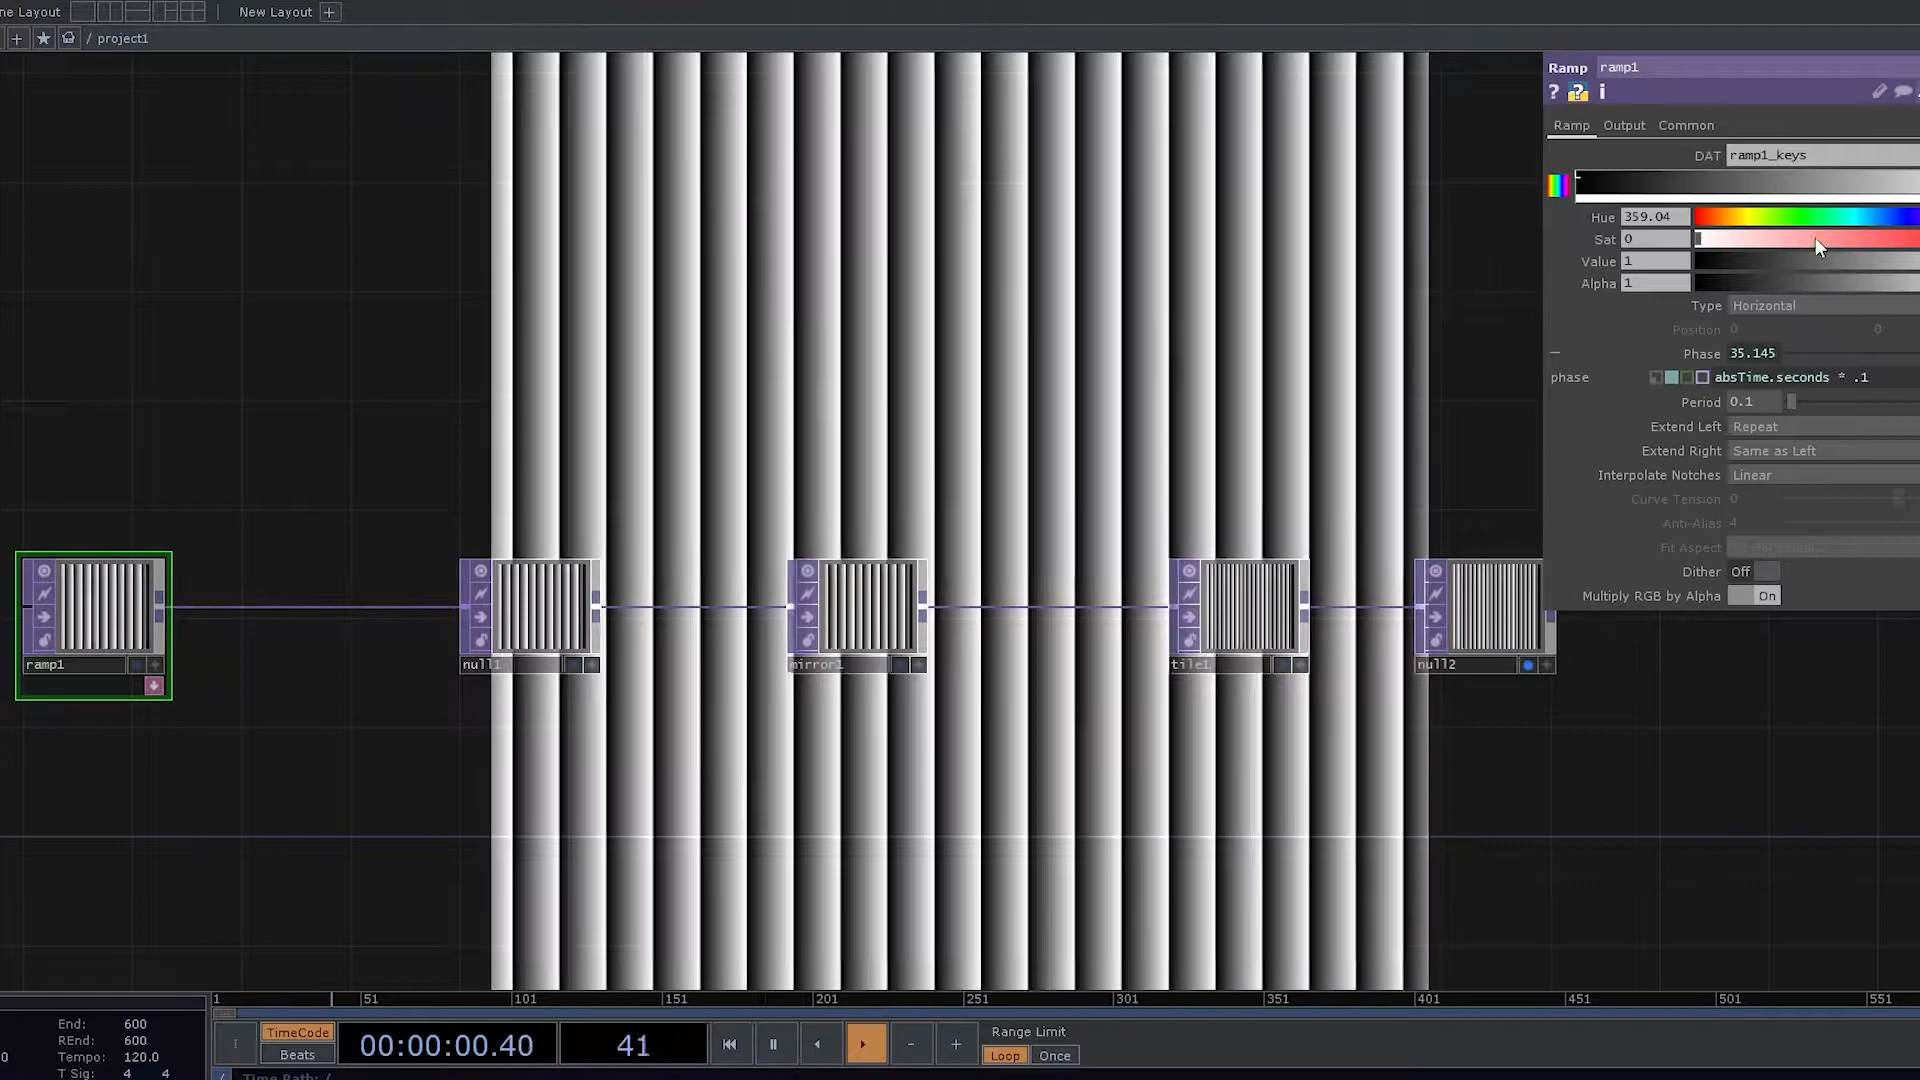 ne Layout
New Layout +
+ / project1
Ramp ramp1
? ? i
Ramp Output Common
DAT ramp1_keys
Hue 359.04
Sat 0
Value 1
Alpha 1
Type Horizontal
Position 0 0
Phase 35.145
phase absTime.seconds * .1
Period 0.1
Extend Left Repeat
Extend Right Same as Left
Interpolate Notches Linear
Curve Tension 0
Anti-Alias 4
Fit Aspect
Dither Off
Multiply RGB by Alpha On
ramp1
null1
mirror1
tile1
null2
1 51 101 151 201 251 301 351 401 451 501 551
End: 600
REnd: 600
0 Tempo: 120.0
T Sig: 4 4
TimeCode
Beats
00:00:00.40
41
Range Limit
Loop Once
Time Path: /